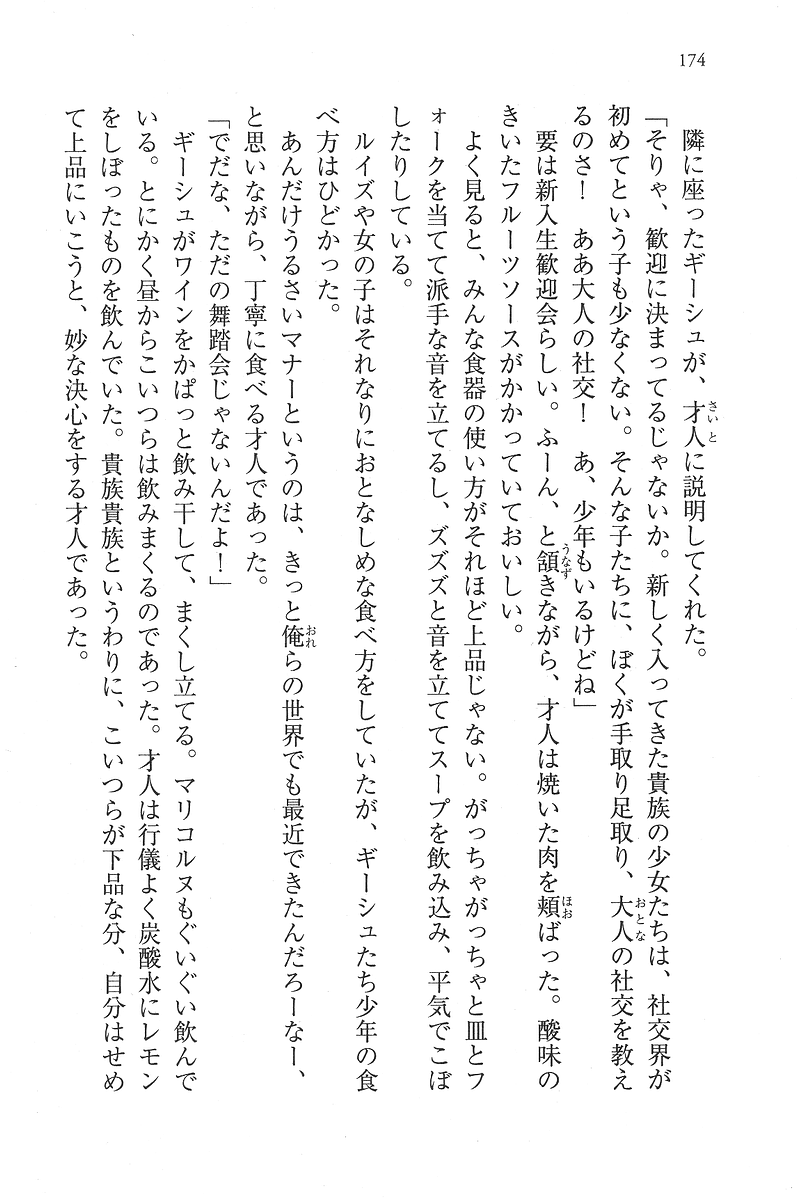 174
隣に座ったギーシュが、才人に説明してくれた。
「そりゃ、歓迎に決まってるじゃないか。新しく入ってきた貴族の少女たちは、社交界が
初めてという子も少なくない。そんな子たちに、ぼくが手取り足取り、大人の社交を教え
るのさ！　ああ大人の社交！　あ、少年もいるけどね」
要は新入生歓迎会らしい。ふーん、と頷きながら、才人は焼いた肉を頬ばった。酸味の
きいたフルーツソースがかかっていておいしい。
よく見ると、みんな食器の使い方がそれほど上品じゃない。がっちゃがっちゃと皿とフ
ォークを当てて派手な音を立てるし、ズズズと音を立ててスープを飲み込み、平気でこぼ
したりしている。
ルイズや女の子はそれなりにおとなしめな食べ方をしていたが、ギーシュたち少年の食
べ方はひどかった。
あんだけうるさいマナーというのは、きっと俺らの世界でも最近できたんだろーなー、
と思いながら、丁寧に食べる才人であった。
「でだな、ただの舞踏会じゃないんだよ！」
ギーシュがワインをかぱっと飲み干して、まくし立てる。マリコルヌもぐいぐい飲んで
いる。とにかく昼からこいつらは飲みまくるのであった。才人は行儀よく炭酸水にレモン
をしぼったものを飲んでいた。貴族貴族というわりに、こいつらが下品な分、自分はせめ
て上品にいこうと、妙な決心をする才人であった。